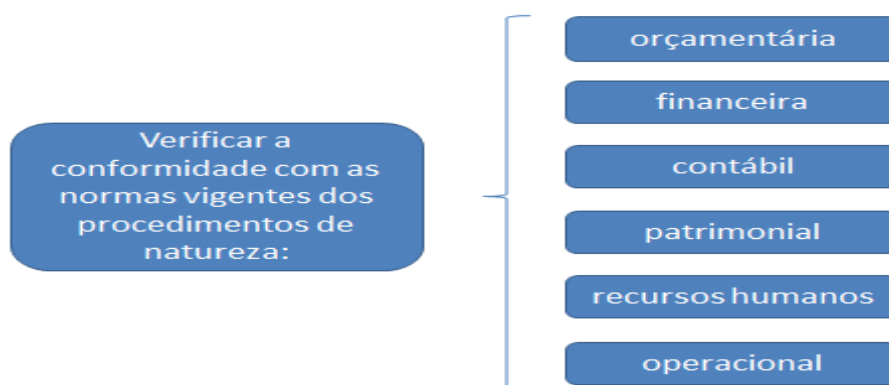 Verificar a
conformidade com as
normas vigentes dos
procedimentos de
natureza:
orçamentária
financeira
contábil
patrimonial
recursos humanos
operacional